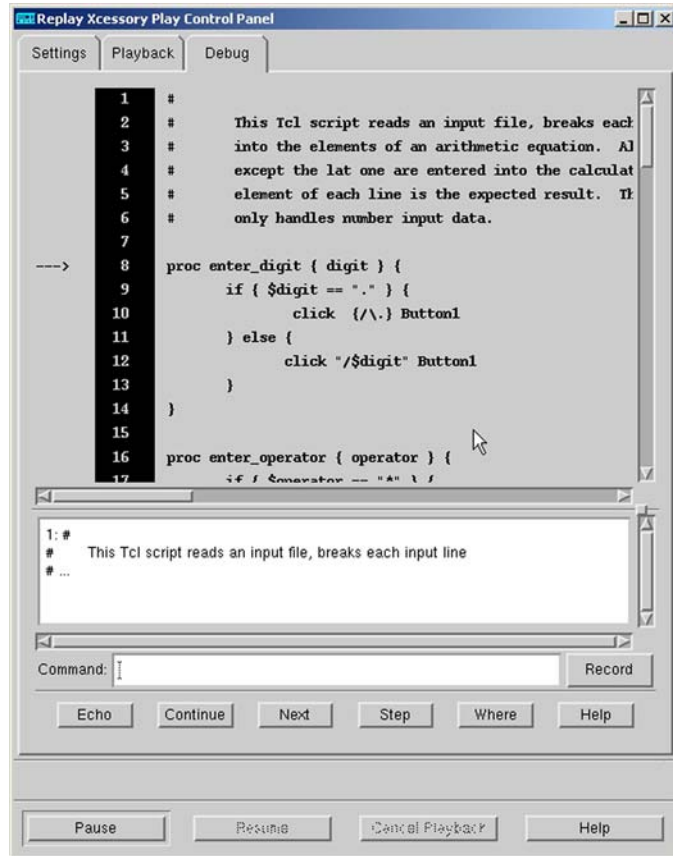 Replay Xcessory Play Control Panel
Settings Playback Debug
1 #
2 # This Tcl script reads an input file, breaks each
3 # into the elements of an arithmetic equation. Al
4 # except the lat one are entered into the calculat
5 # element of each line is the expected result. Th
6 # only handles number input data.
7
---> 8 proc enter_digit { digit } {
9 if { $digit == "." } {
10 click {/\.} Button1
11 } else {
12 click "/$digit" Button1
13 }
14 }
15
16 proc enter_operator { operator } {
17 if { $operator == "*" } {
1: #
# This Tcl script reads an input file, breaks each input line
# ...
Command: Record
Echo Continue Next Step Where Help
Pause Resume Cancel Playback Help